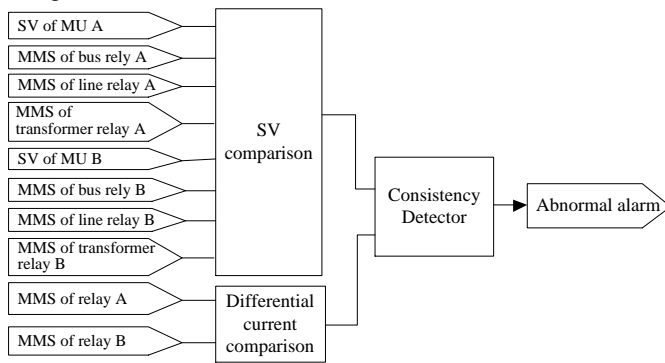 SV of MU A
MMS of bus rely A
MMS of line relay A
MMS of
transformer relay A
SV of MU B
MMS of bus rely B
MMS of line relay B
MMS of transformer
relay B
MMS of relay A
MMS of relay B
SV
comparison
Differential
current
comparison
Consistency
Detector
Abnormal alarm